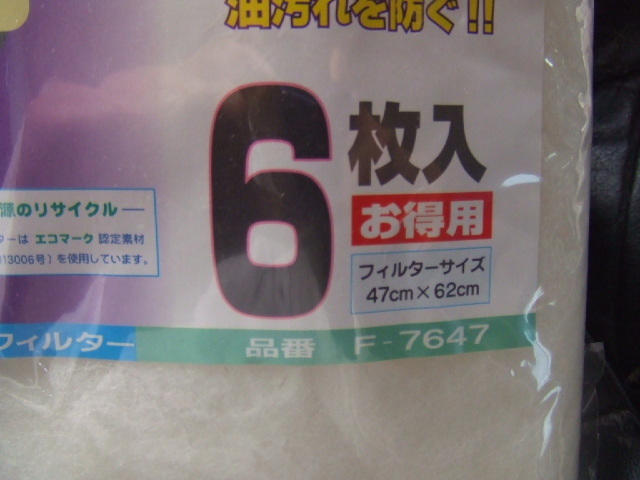 油汚れを防ぐ!!
6枚入
お得用
フィルターサイズ
47cm×62cm
源のリサイクル
ターは エコマーク 認定素材
13006号)を使用しています。
フィルター
品番 F-7647